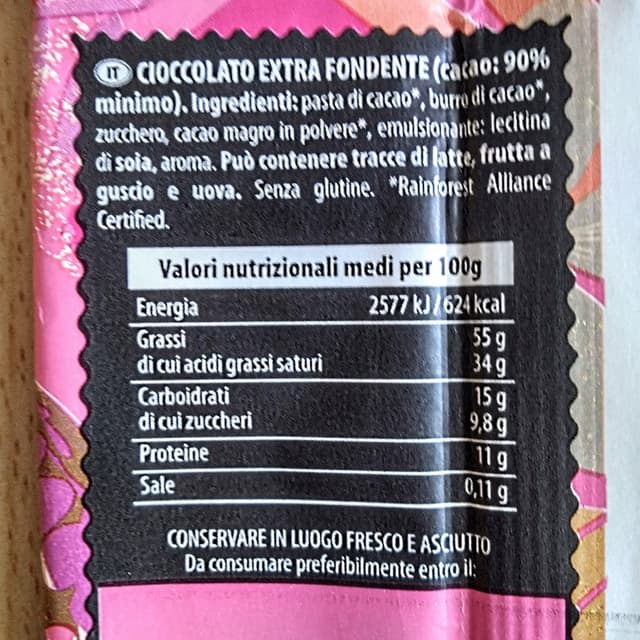 IT CIOCCOLATO EXTRA FONDENTE (cacao: 90%
minimo). Ingredienti: pasta di cacao*, burro di cacao*,
zucchero, cacao magro in polvere*, emulsionante: lecitina
di soia, aroma. Può contenere tracce di latte, frutta a
guscio e uova. Senza glutine. *Rainforest Alliance
Certified.
Valori nutrizionali medi per 100g
Energia 2577 kJ / 624 kcal
Grassi 55 g
di cui acidi grassi saturi 34 g
Carboidrati 15 g
di cui zuccheri 9,8 g
Proteine 11 g
Sale 0,11 g
CONSERVARE IN LUOGO FRESCO E ASCIUTTO
Da consumare preferibilmente entro il: